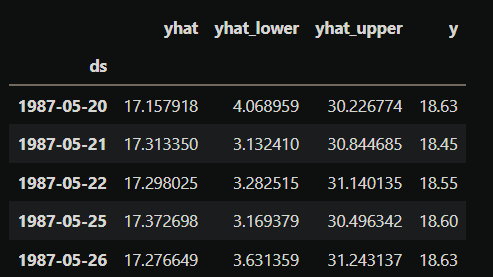 yhat yhat_lower yhat_upper y
ds
1987-05-20 17.157918 4.068959 30.226774 18.63
1987-05-21 17.313350 3.132410 30.844685 18.45
1987-05-22 17.298025 3.282515 31.140135 18.55
1987-05-25 17.372698 3.169379 30.496342 18.60
1987-05-26 17.276649 3.631359 31.243137 18.63